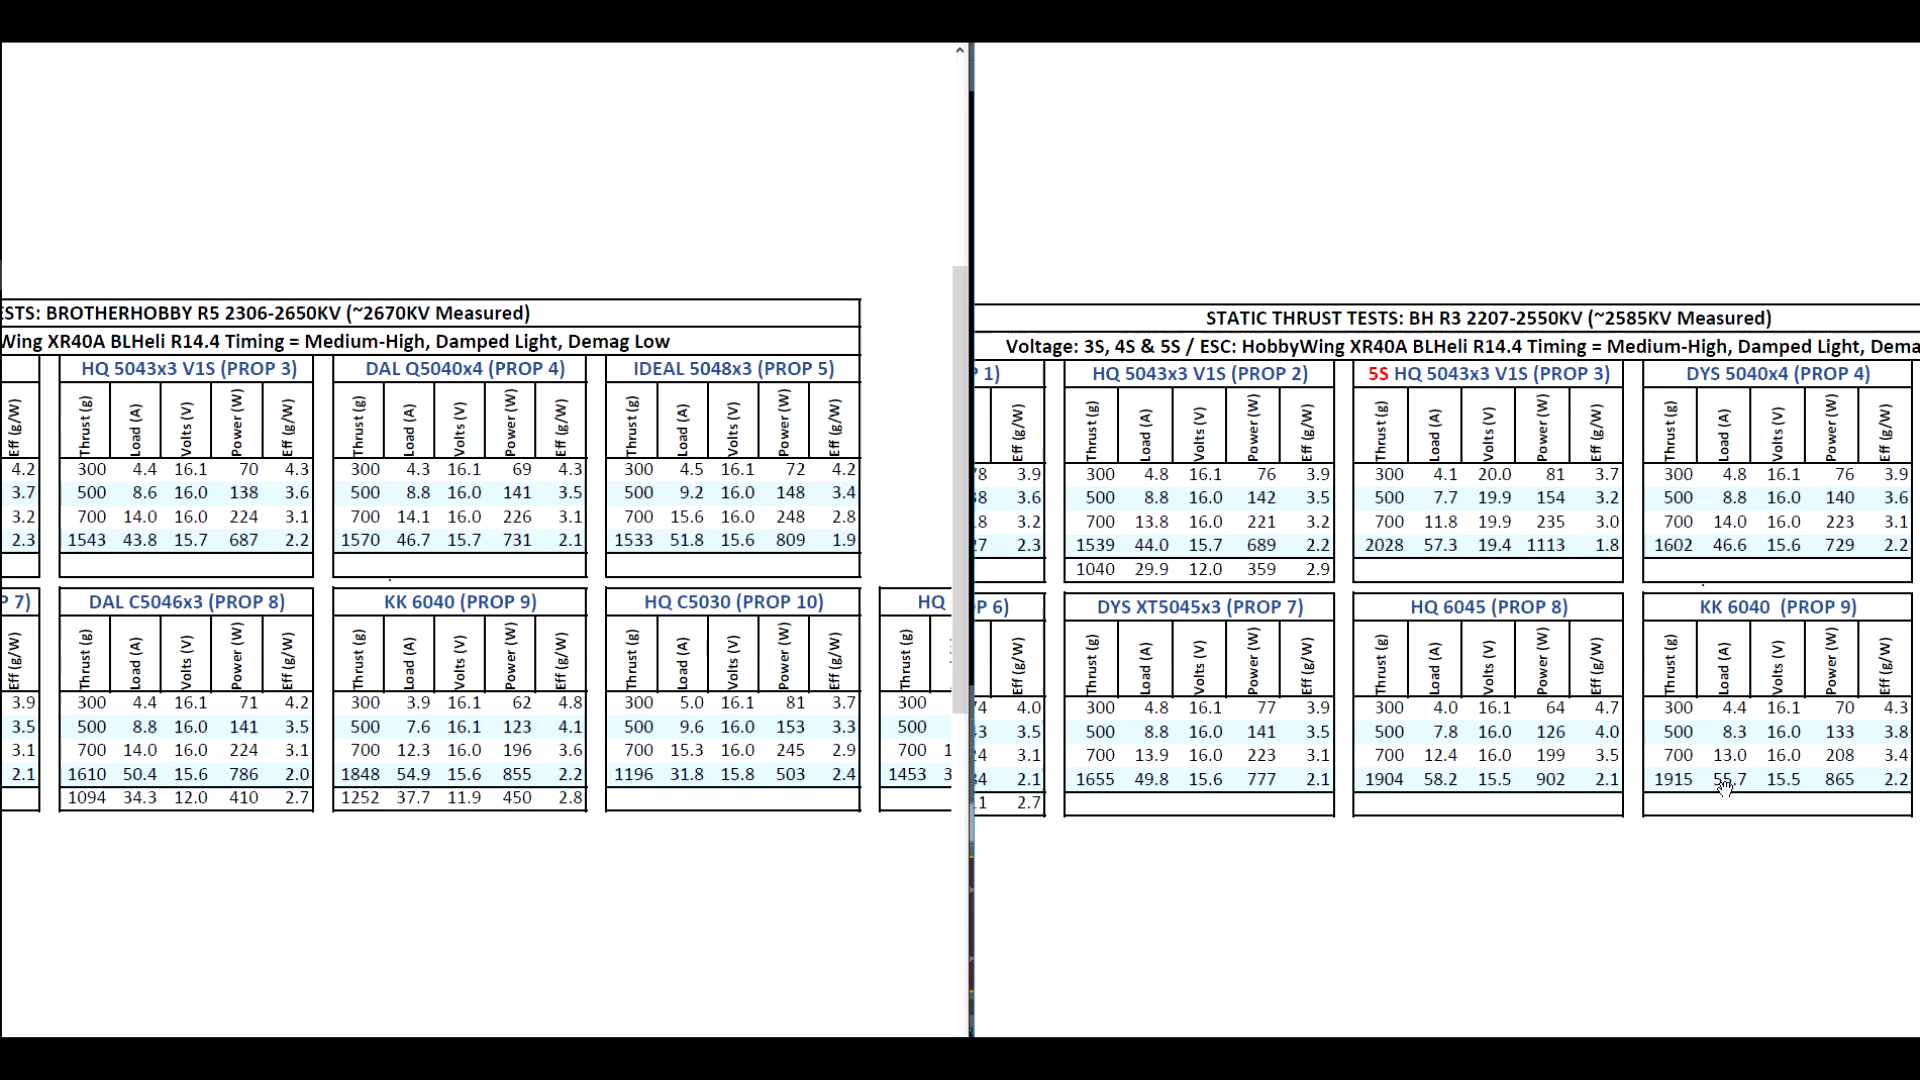 ESTS: BROTHERHOBBY R5 2306-2650KV (~2670KV Measured)
Wing XR40A BLHeli R14.4 Timing = Medium-High, Damped Light, Demag Low
HQ 5043x3 V1S (PROP 3) DAL Q5040x4 (PROP 4) IDEAL 5048x3 (PROP 5)
Eff (g/W) Thrust (g) Load (A) Volts (V) Power (W) Eff (g/W) Thrust (g) Load (A) Volts (V) Power (W) Eff (g/W) Thrust (g) Load (A) Volts (V) Power (W) Eff (g/W)
4.2 300 4.4 16.1 70 4.3 300 4.3 16.1 69 4.3 300 4.5 16.1 72 4.2
3.7 500 8.6 16.0 138 3.6 500 8.8 16.0 141 3.5 500 9.2 16.0 148 3.4
3.2 700 14.0 16.0 224 3.1 700 14.1 16.0 226 3.1 700 15.6 16.0 248 2.8
2.3 1543 43.8 15.7 687 2.2 1570 46.7 15.7 731 2.1 1533 51.8 15.6 809 1.9
P 7) DAL C5046x3 (PROP 8) KK 6040 (PROP 9) HQ C5030 (PROP 10) HQ
Eff (g/W) Thrust (g) Load (A) Volts (V) Power (W) Eff (g/W) Thrust (g) Load (A) Volts (V) Power (W) Eff (g/W) Thrust (g) Load (A) Volts (V) Power (W) Eff (g/W) Thrust (g)
3.9 300 4.4 16.1 71 4.2 300 3.9 16.1 62 4.8 300 5.0 16.1 81 3.7 300
3.5 500 8.8 16.0 141 3.5 500 7.6 16.1 123 4.1 500 9.6 16.0 153 3.3 500
3.1 700 14.0 16.0 224 3.1 700 12.3 16.0 196 3.6 700 15.3 16.0 245 2.9 700 1
2.1 1610 50.4 15.6 786 2.0 1848 54.9 15.6 855 2.2 1196 31.8 15.8 503 2.4 1453 3
1094 34.3 12.0 410 2.7 1252 37.7 11.9 450 2.8
STATIC THRUST TESTS: BH R3 2207-2550KV (~2585KV Measured)
Voltage: 3S, 4S & 5S / ESC: HobbyWing XR40A BLHeli R14.4 Timing = Medium-High, Damped Light, Dema
1) HQ 5043x3 V1S (PROP 2) 5S HQ 5043x3 V1S (PROP 3) DYS 5040x4 (PROP 4)
Eff (g/W) Thrust (g) Load (A) Volts (V) Power (W) Eff (g/W) Thrust (g) Load (A) Volts (V) Power (W) Eff (g/W) Thrust (g) Load (A) Volts (V) Power (W) Eff (g/W)
78 3.9 300 4.8 16.1 76 3.9 300 4.1 20.0 81 3.7 300 4.8 16.1 76 3.9
38 3.6 500 8.8 16.0 142 3.5 500 7.7 19.9 154 3.2 500 8.8 16.0 140 3.6
18 3.2 700 13.8 16.0 221 3.2 700 11.8 19.9 235 3.0 700 14.0 16.0 223 3.1
27 2.3 1539 44.0 15.7 689 2.2 2028 57.3 19.4 1113 1.8 1602 46.6 15.6 729 2.2
1040 29.9 12.0 359 2.9
P 6) DYS XT5045x3 (PROP 7) HQ 6045 (PROP 8) KK 6040 (PROP 9)
Eff (g/W) Thrust (g) Load (A) Volts (V) Power (W) Eff (g/W) Thrust (g) Load (A) Volts (V) Power (W) Eff (g/W) Thrust (g) Load (A) Volts (V) Power (W) Eff (g/W)
74 4.0 300 4.8 16.1 77 3.9 300 4.0 16.1 64 4.7 300 4.4 16.1 70 4.3
43 3.5 500 8.8 16.0 141 3.5 500 7.8 16.0 126 4.0 500 8.3 16.0 133 3.8
24 3.1 700 13.9 16.0 223 3.1 700 12.4 16.0 199 3.5 700 13.0 16.0 208 3.4
34 2.1 1655 49.8 15.6 777 2.1 1904 58.2 15.5 902 2.1 1915 55.7 15.5 865 2.2
11 2.7